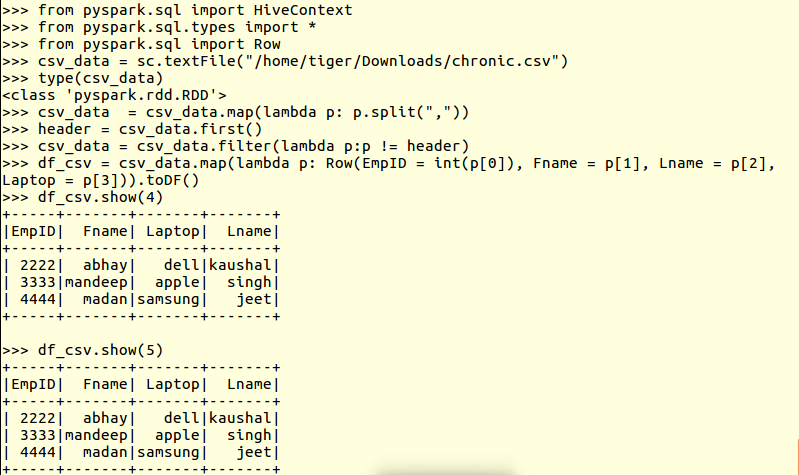 >>> from pyspark.sql import HiveContext
>>> from pyspark.sql.types import *
>>> from pyspark.sql import Row
>>> csv_data = sc.textFile("/home/tiger/Downloads/chronic.csv")
>>> type(csv_data)
<class 'pyspark.rdd.RDD'>
>>> csv_data  = csv_data.map(lambda p: p.split(","))
>>> header = csv_data.first()
>>> csv_data = csv_data.filter(lambda p:p != header)
>>> df_csv = csv_data.map(lambda p: Row(EmpID = int(p[0]), Fname = p[1], Lname = p[2],
Laptop = p[3])).toDF()
>>> df_csv.show(4)
+-----+-------+-------+-------+
|EmpID|  Fname| Laptop|  Lname|
+-----+-------+-------+-------+
| 2222|  abhay|   dell|kaushal|
| 3333|mandeep|  apple|  singh|
| 4444|  madan|samsung|   jeet|
+-----+-------+-------+-------+
>>> df_csv.show(5)
+-----+-------+-------+-------+
|EmpID|  Fname| Laptop|  Lname|
+-----+-------+-------+-------+
| 2222|  abhay|   dell|kaushal|
| 3333|mandeep|  apple|  singh|
| 4444|  madan|samsung|   jeet|
+-----+-------+-------+-------+